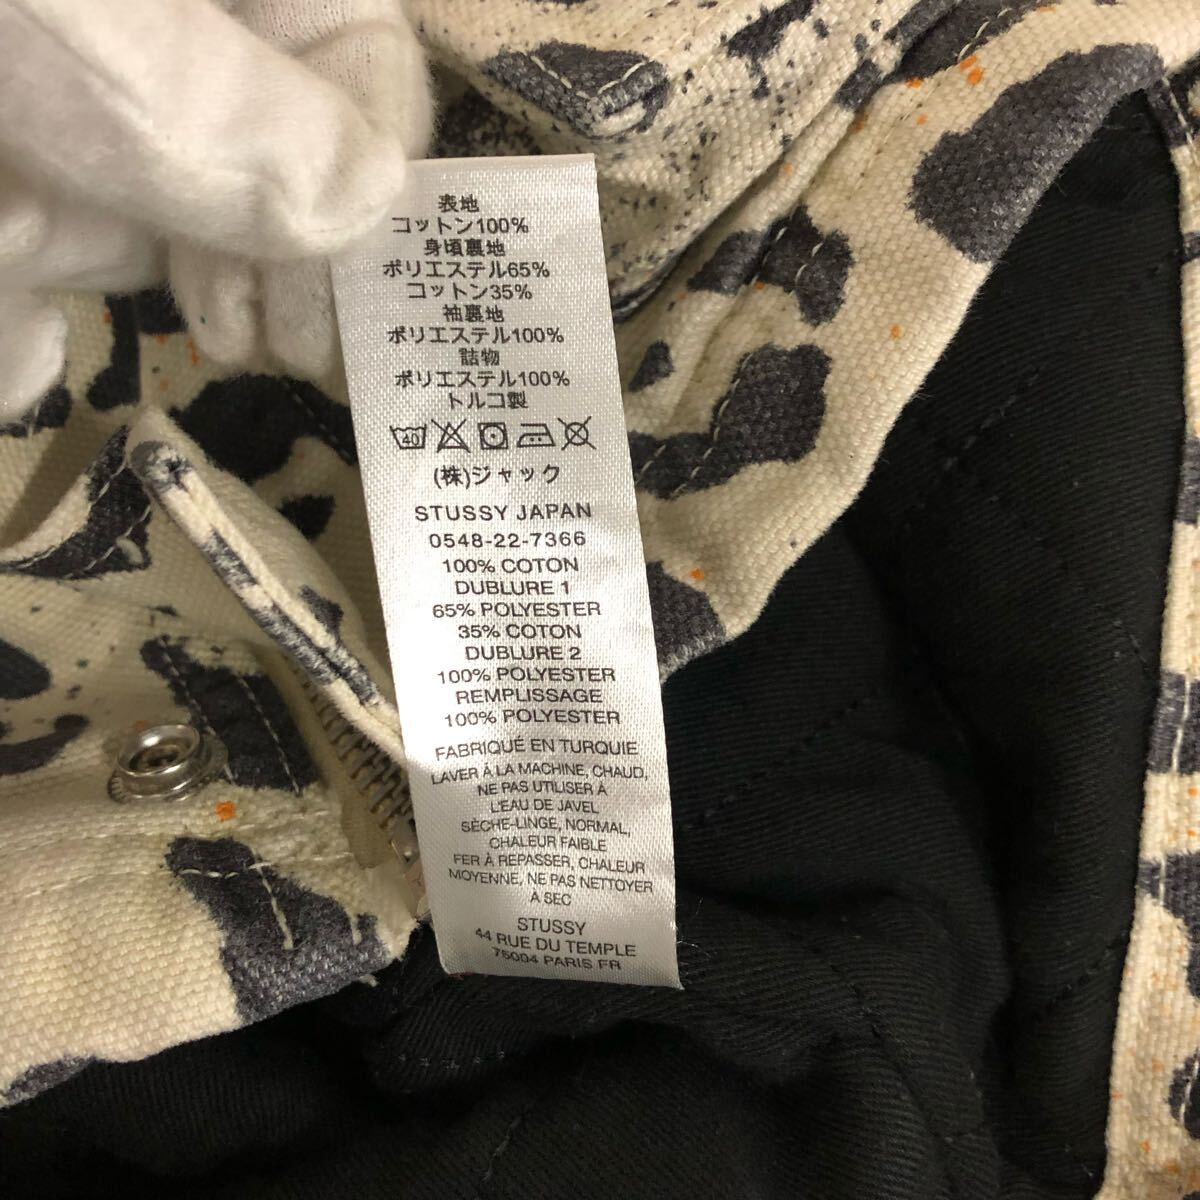 表地
コットン100%
身頃裏地
ポリエステル65%
コットン35%
袖裏地
ポリエステル100%
詰物
ポリエステル100%
トルコ製
40
(株)ジャック
STUSSY JAPAN
0548-22-7366
100% COTON
DUBLURE 1
65% POLYESTER
35% COTON
DUBLURE 2
100% POLYESTER
REMPLISSAGE
100% POLYESTER
FABRIQUÉ EN TURQUIE
LAVER À LA MACHINE, CHAUD,
NE PAS UTILISER À
L'EAU DE JAVEL
SÈCHE-LINGE, NORMAL,
CHALEUR FAIBLE
FER À REPASSER, CHALEUR
MOYENNE, NE PAS NETTOYER
À SEC
STUSSY
44 RUE DU TEMPLE
75004 PARIS FR